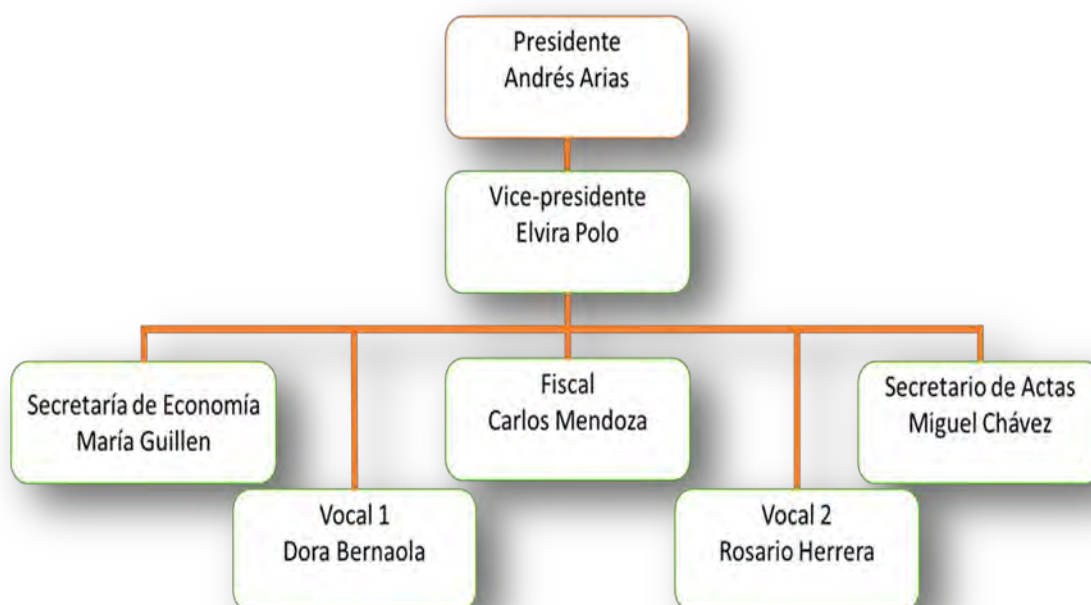 Presidente
Andrés Arias
Vice-presidente
Elvira Polo
Secretaría de Economía
María Guillen
Fiscal
Carlos Mendoza
Secretario de Actas
Miguel Chávez
Vocal 1
Dora Bernaola
Vocal 2
Rosario Herrera